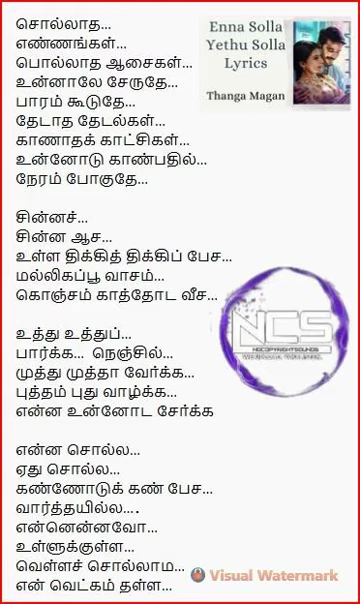 சொல்லாத...
எண்ணங்கள்...
பொல்லாத ஆசைகள்...
உன்னாலே சேருதே...
பாரம் கூடுதே...
தேடாத தேடல்கள்...
காணாதக் காட்சிகள்...
உன்னோடு காண்பதில்...
நேரம் போகுதே...
Enna Solla
Yethu Solla
Lyrics
Thanga Magan
சின்னச்...
சின்ன ஆச...
உள்ள திக்கித் திக்கிப் பேச...
மல்லிகப்பூ வாசம்...
கொஞ்சம் காத்தோட வீச...
உத்து உத்துப்...
பார்க்க... நெஞ்சில்...
முத்து முத்தா வேர்க்க...
புத்தம் புது வாழ்க்க...
என்ன உன்னோட சேர்க்க
NCS
NOCOPYRIGHTSOUNDS
என்ன சொல்ல...
ஏது சொல்ல...
கண்ணோடுக் கண் பேச...
வார்த்தயில்ல....
என்னென்னவோ...
உள்ளுக்குள்ள...
வெள்ளச் சொல்லாம...
என் வெட்கம் தள்ள...
Visual Watermark